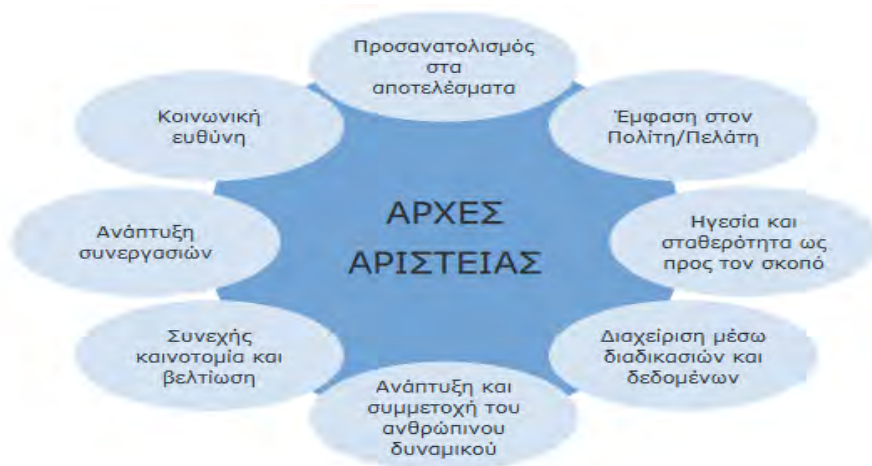 Προσανατολισμός
στα
αποτελέσματα
Έμφαση στον
Πολίτη/Πελάτη
Ηγεσία και
σταθερότητα ως
προς τον σκοπό
Διαχείριση μέσω
διαδικασιών και
δεδομένων
Ανάπτυξη και
συμμετοχή του
ανθρώπινου
δυναμικού
Συνεχής
καινοτομία και
βελτίωση
Ανάπτυξη
συνεργασιών
Κοινωνική
ευθύνη
ΑΡΧΕΣ
ΑΡΙΣΤΕΙΑΣ